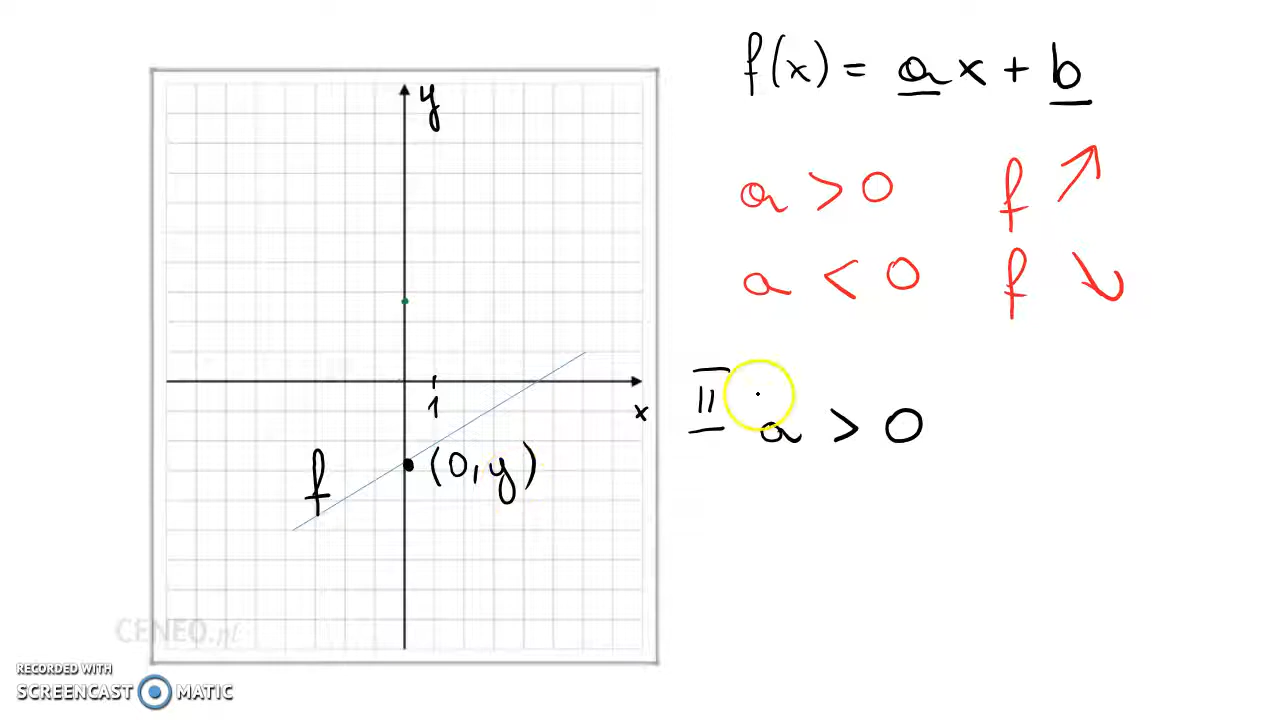 f(x) = ax + b
y
a > 0 f ↗
a < 0 f ↘
1
x
II a > 0
f
(0, y)
CENEO.pl
RECORDED WITH
SCREENCAST MATIC